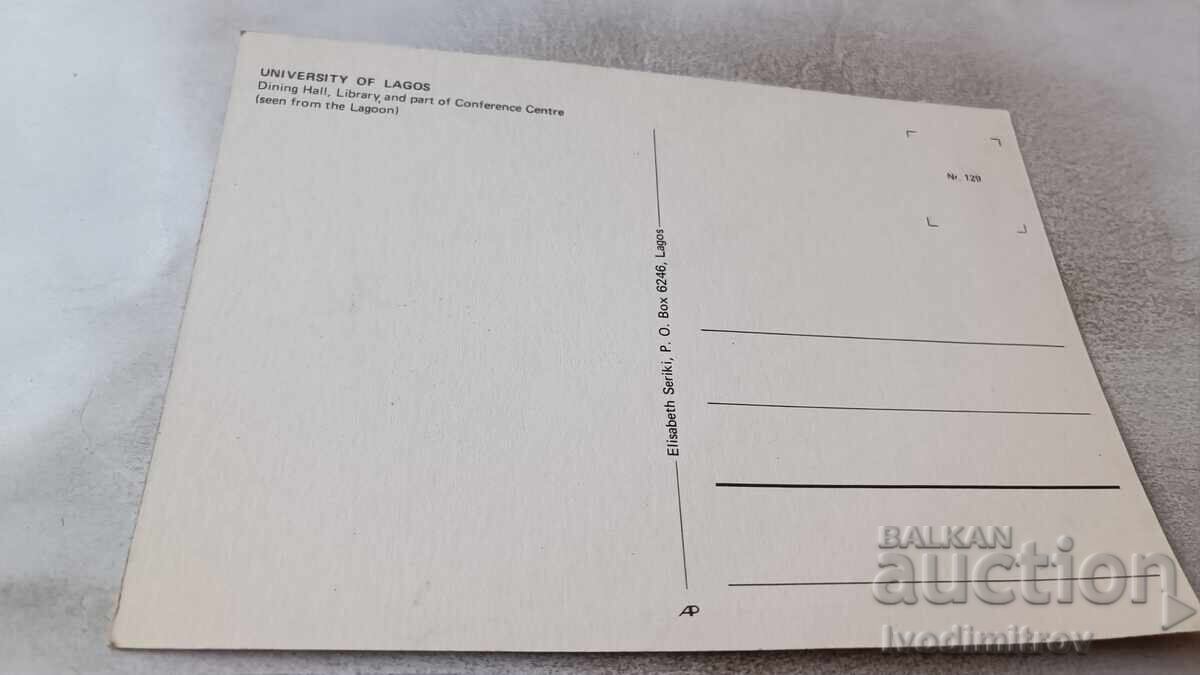 UNIVERSITY OF LAGOS
Dining Hall, Library, and part of Conference Centre
(seen from the Lagoon)
Nr. 129
Elisabeth Seriki, P. O. Box 6246, Lagos
AP
BALKAN
auction
ivodimitrov